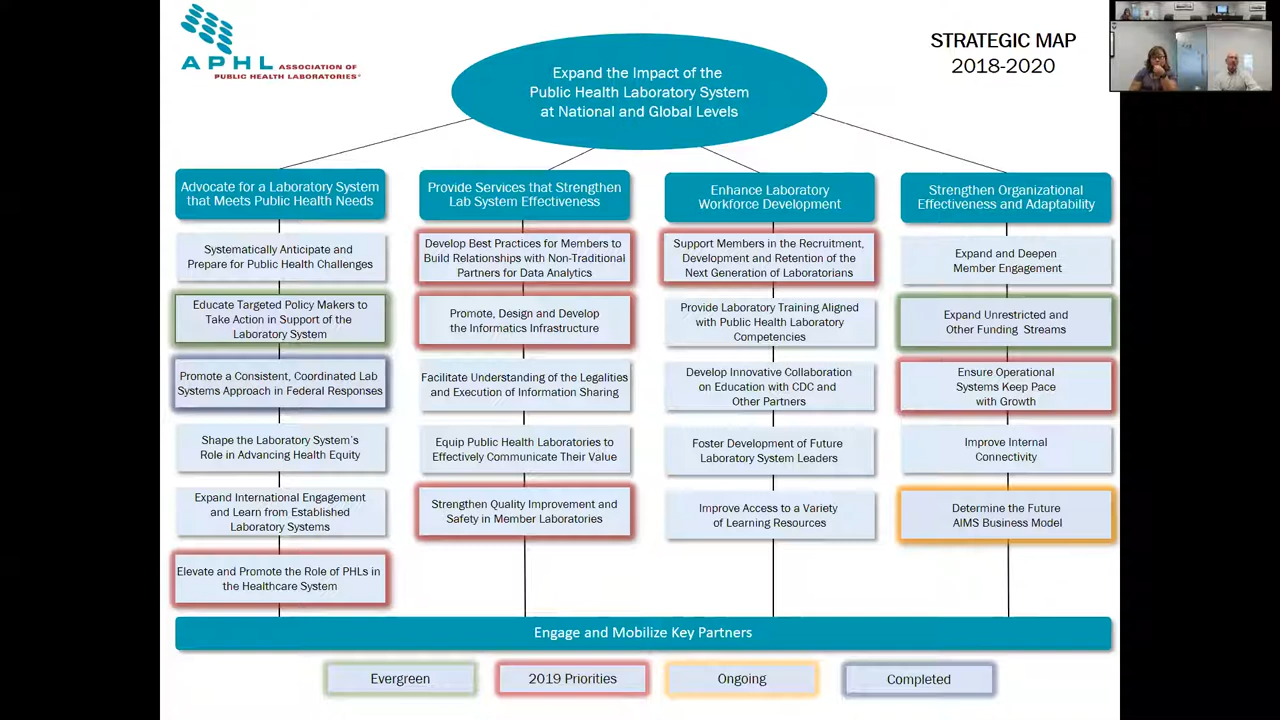 APHL ASSOCIATION OF
PUBLIC HEALTH LABORATORIES®
STRATEGIC MAP
2018-2020
Expand the Impact of the
Public Health Laboratory System
at National and Global Levels
Advocate for a Laboratory System
that Meets Public Health Needs
Systematically Anticipate and
Prepare for Public Health Challenges
Educate Targeted Policy Makers to
Take Action in Support of the
Laboratory System
Promote a Consistent, Coordinated Lab
Systems Approach in Federal Responses
Shape the Laboratory System's
Role in Advancing Health Equity
Expand International Engagement
and Learn from Established
Laboratory Systems
Elevate and Promote the Role of PHLs in
the Healthcare System
Provide Services that Strengthen
Lab System Effectiveness
Develop Best Practices for Members to
Build Relationships with Non-Traditional
Partners for Data Analytics
Promote, Design and Develop
the Informatics Infrastructure
Facilitate Understanding of the Legalities
and Execution of Information Sharing
Equip Public Health Laboratories to
Effectively Communicate Their Value
Strengthen Quality Improvement and
Safety in Member Laboratories
Enhance Laboratory
Workforce Development
Support Members in the Recruitment,
Development and Retention of the
Next Generation of Laboratorians
Provide Laboratory Training Aligned
with Public Health Laboratory
Competencies
Develop Innovative Collaboration
on Education with CDC and
Other Partners
Foster Development of Future
Laboratory System Leaders
Improve Access to a Variety
of Learning Resources
Strengthen Organizational
Effectiveness and Adaptability
Expand and Deepen
Member Engagement
Expand Unrestricted and
Other Funding Streams
Ensure Operational
Systems Keep Pace
with Growth
Improve Internal
Connectivity
Determine the Future
AIMS Business Model
Engage and Mobilize Key Partners
Evergreen
2019 Priorities
Ongoing
Completed